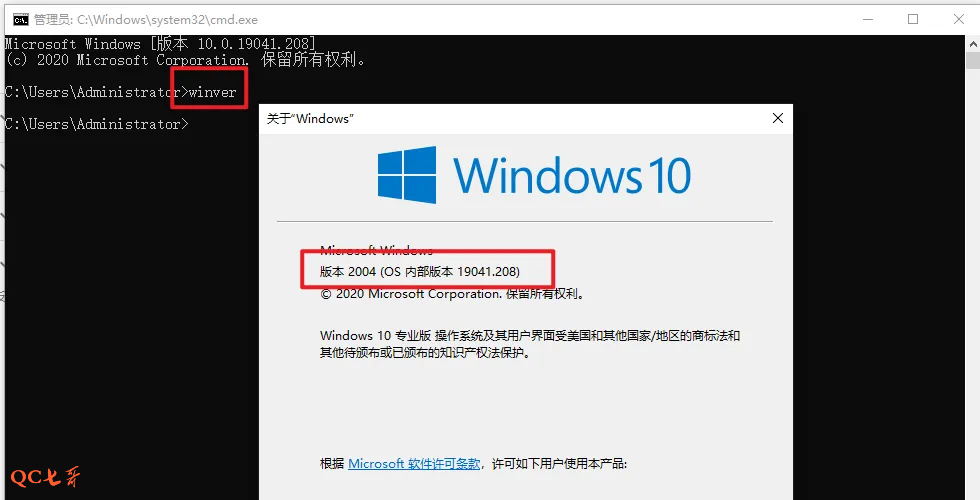 管理员: C:\Windows\system32\cmd.exe
Microsoft Windows [版本 10.0.19041.208]
(c) 2020 Microsoft Corporation. 保留所有权利。
C:\Users\Administrator>winver
C:\Users\Administrator>
关于“Windows”
Windows 10
Microsoft Windows
版本 2004 (OS 内部版本 19041.208)
© 2020 Microsoft Corporation. 保留所有权利。
Windows 10 专业版 操作系统及其用户界面受美国和其他国家/地区的商标法和
其他待颁布或已颁布的知识产权法保护。
根据 Microsoft 软件许可条款，许可如下用户使用本产品:
QC七哥